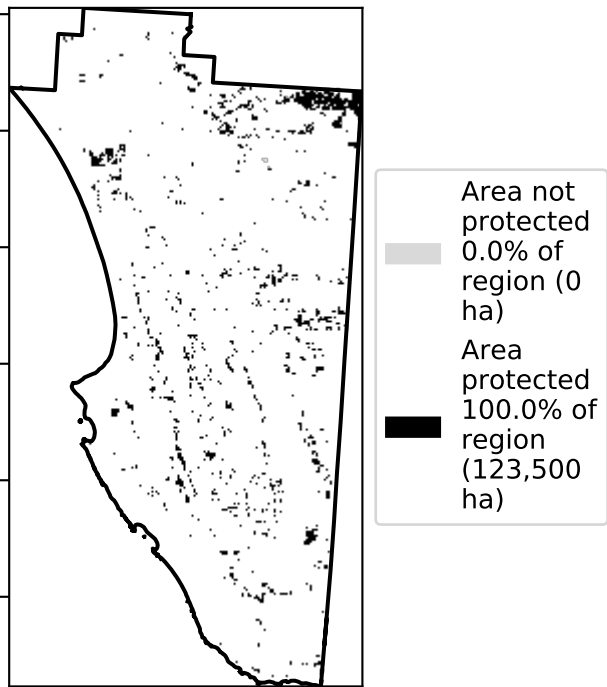 Area not
protected
0.0% of
region (0
ha)
Area
protected
100.0% of
region
(123,500
ha)